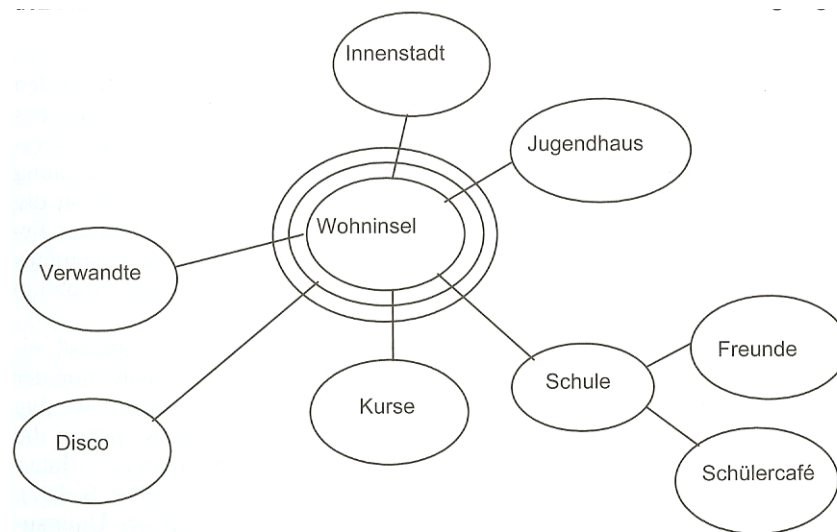 Innenstadt
Jugendhaus
Wohninsel
Verwandte
Freunde
Schule
Kurse
Disco
Schülercafé